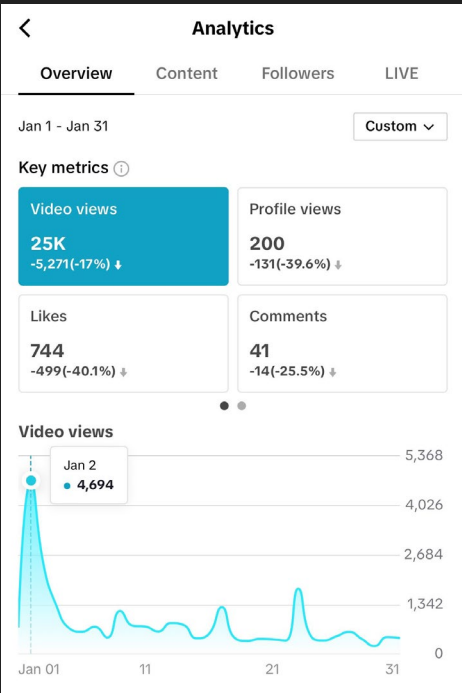 Analytics
Overview Content Followers LIVE
Jan 1 - Jan 31 Custom
Key metrics
Video views
25K
-5,271(-17%)
Profile views
200
-131(-39.6%)
Likes
744
-499(-40.1%)
Comments
41
-14(-25.5%)
Video views
Jan 2
4,694
5,368
4,026
2,684
1,342
0
Jan 01 11 21 31